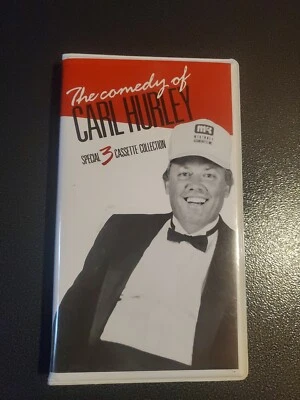 The comedy of
CARL HURLEY
SPECIAL 3 CASSETTE COLLECTION